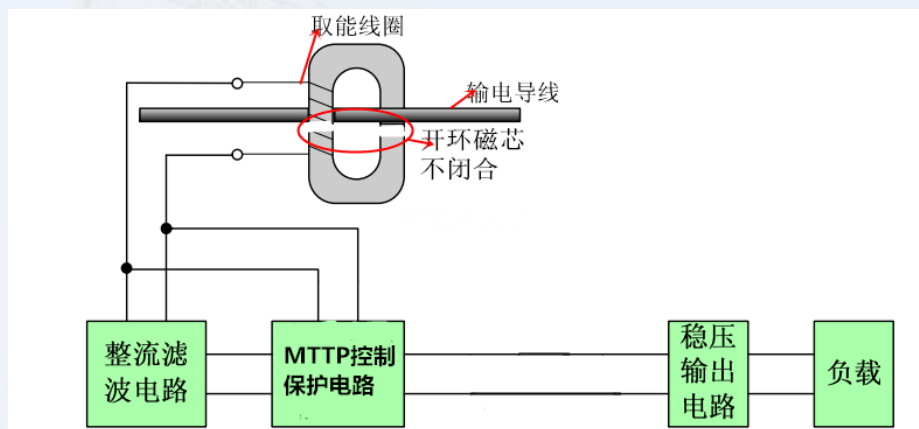 取能线圈
输电导线
开环磁芯
不闭合
整流滤
波电路
MTTP控制
保护电路
稳压
输出
电路
负载